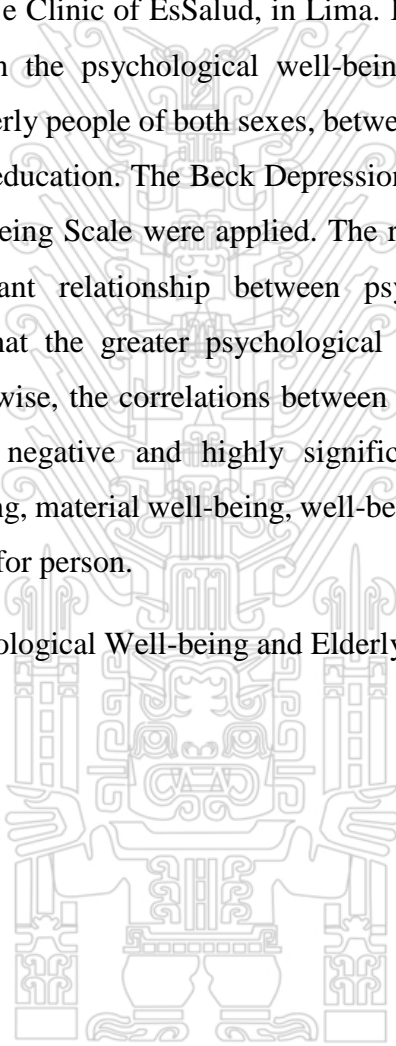 e Clinic of EsSalud, in Lima.
the psychological well-bein
erly people of both sexes, betwe
education. The Beck Depression
eing Scale were applied. The r
ant relationship between psy
hat the greater psychological
wise, the correlations between
negative and highly signific
ng, material well-being, well-be
for person.
ological Well-being and Elderly